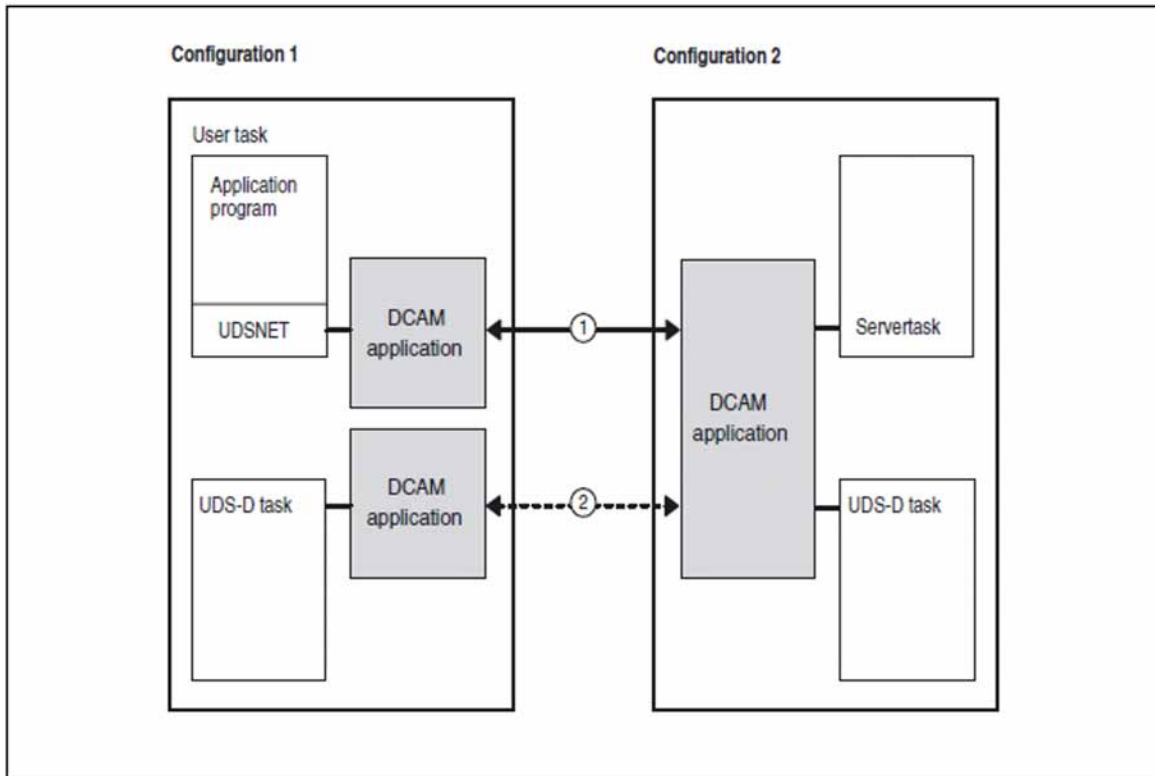 Configuration 1
Configuration 2
User task
Application
program
UDSNET
DCAM
application
1
DCAM
application
Servertask
UDS-D task
DCAM
application
2
UDS-D task